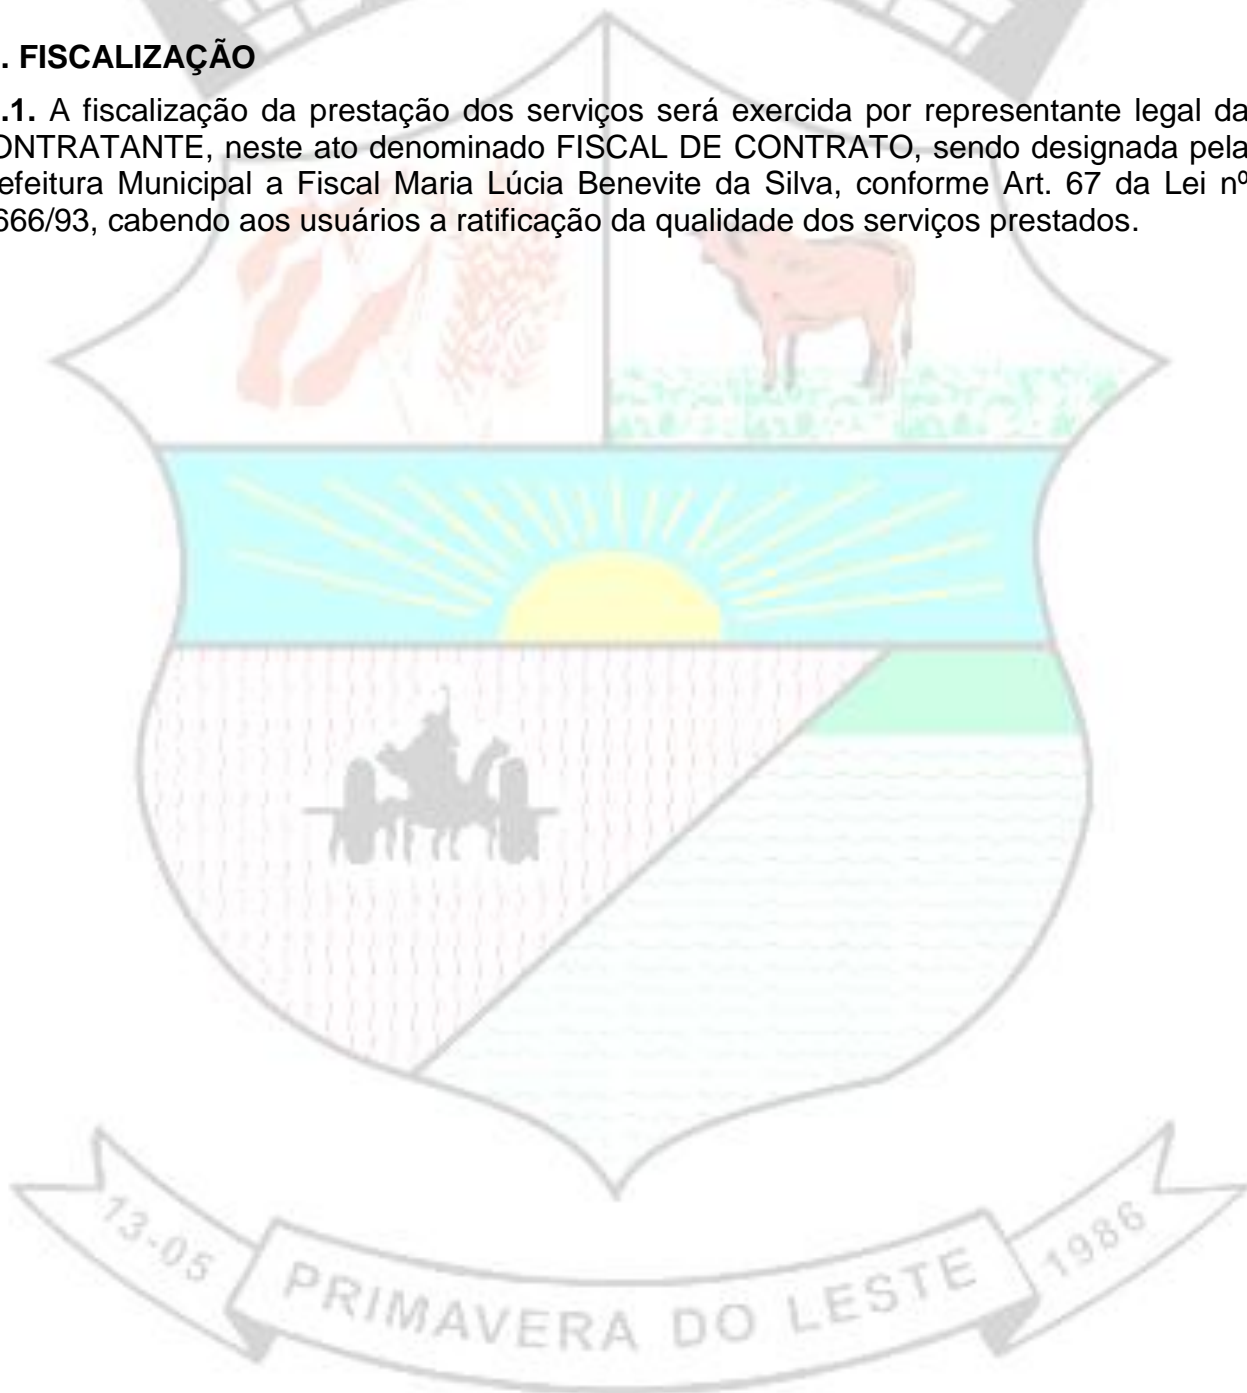 . FISCALIZAÇÃO
.1. A fiscalização da prestação dos serviços será exercida por representante legal da
ONTRATANTE, neste ato denominado FISCAL DE CONTRATO, sendo designada pela
efeitura Municipal a Fiscal Maria Lúcia Benevite da Silva, conforme Art. 67 da Lei nº
666/93, cabendo aos usuários a ratificação da qualidade dos serviços prestados.
13-05 PRIMAVERA DO LESTE 1986